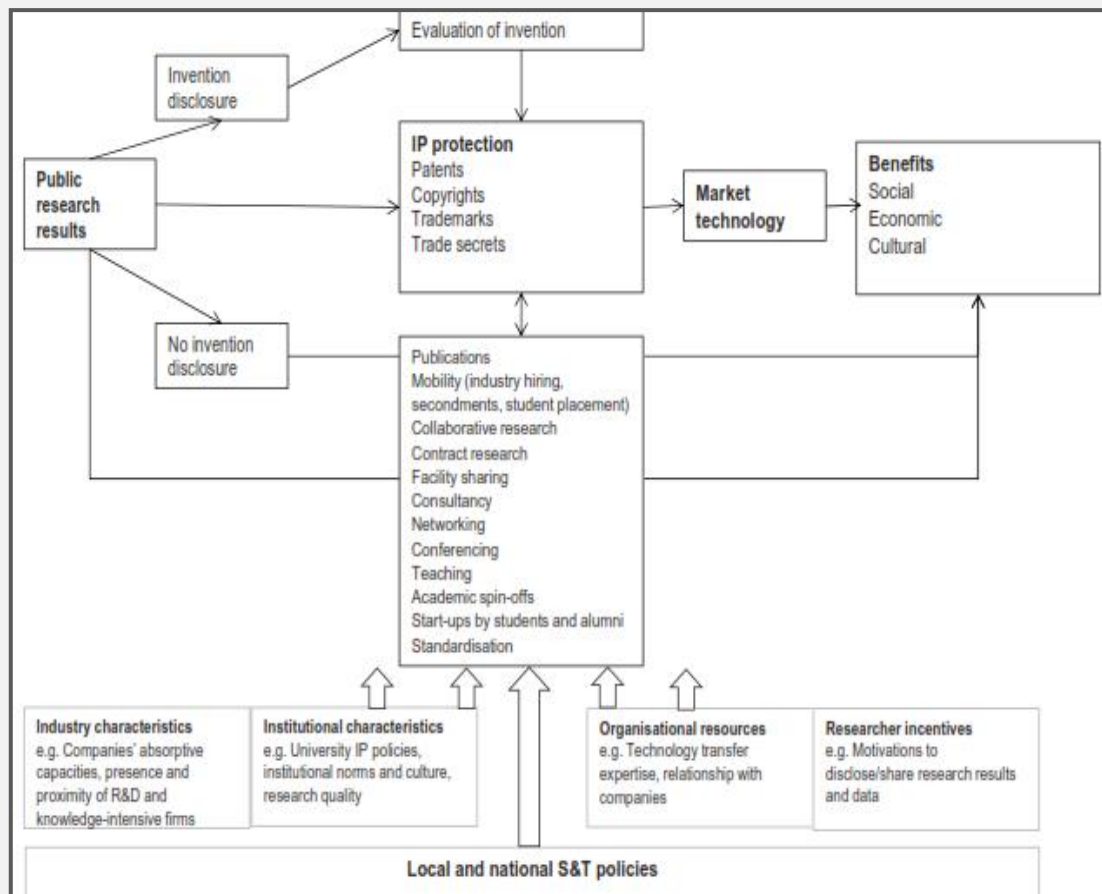 Evaluation of invention
Invention
disclosure
IP protection
Patents
Copyrights
Trademarks
Trade secrets
Public
research
results
Market
technology
Benefits
Social
Economic
Cultural
No invention
disclosure
Publications
Mobility (industry hiring,
secondments, student placement)
Collaborative research
Contract research
Facility sharing
Consultancy
Networking
Conferencing
Teaching
Academic spin-offs
Start-ups by students and alumni
Standardisation
Industry characteristics
e.g. Companies' absorptive
capacities, presence and
proximity of R&D and
knowledge-intensive firms
Institutional characteristics
e.g. University IP policies,
institutional norms and culture,
research quality
Organisational resources
e.g. Technology transfer
expertise, relationship with
companies
Researcher incentives
e.g. Motivations to
disclose/share research results
and data
Local and national S&T policies